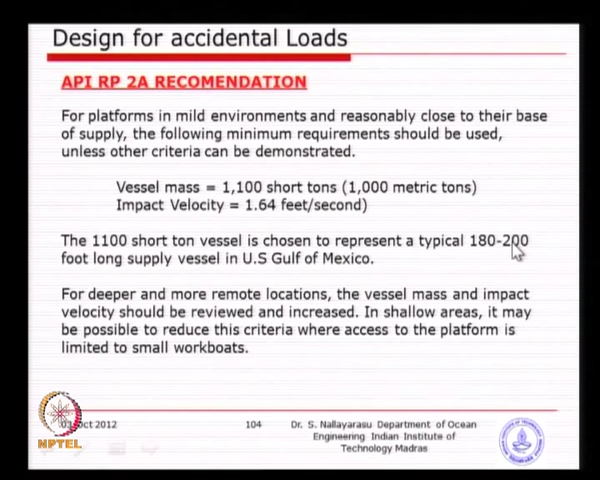 Design for accidental Loads
API RP 2A RECOMENDATION
For platforms in mild environments and reasonably close to their base
of supply, the following minimum requirements should be used,
unless other criteria can be demonstrated.
Vessel mass = 1,100 short tons (1,000 metric tons)
Impact Velocity = 1.64 feet/second)
The 1100 short ton vessel is chosen to represent a typical 180-200
foot long supply vessel in U.S Gulf of Mexico.
For deeper and more remote locations, the vessel mass and impact
velocity should be reviewed and increased. In shallow areas, it may
be possible to reduce this criteria where access to the platform is
limited to small workboats.
03 Oct 2012
104
Dr. S. Nallayarasu Department of Ocean
Engineering Indian Institute of
Technology Madras
NPTEL